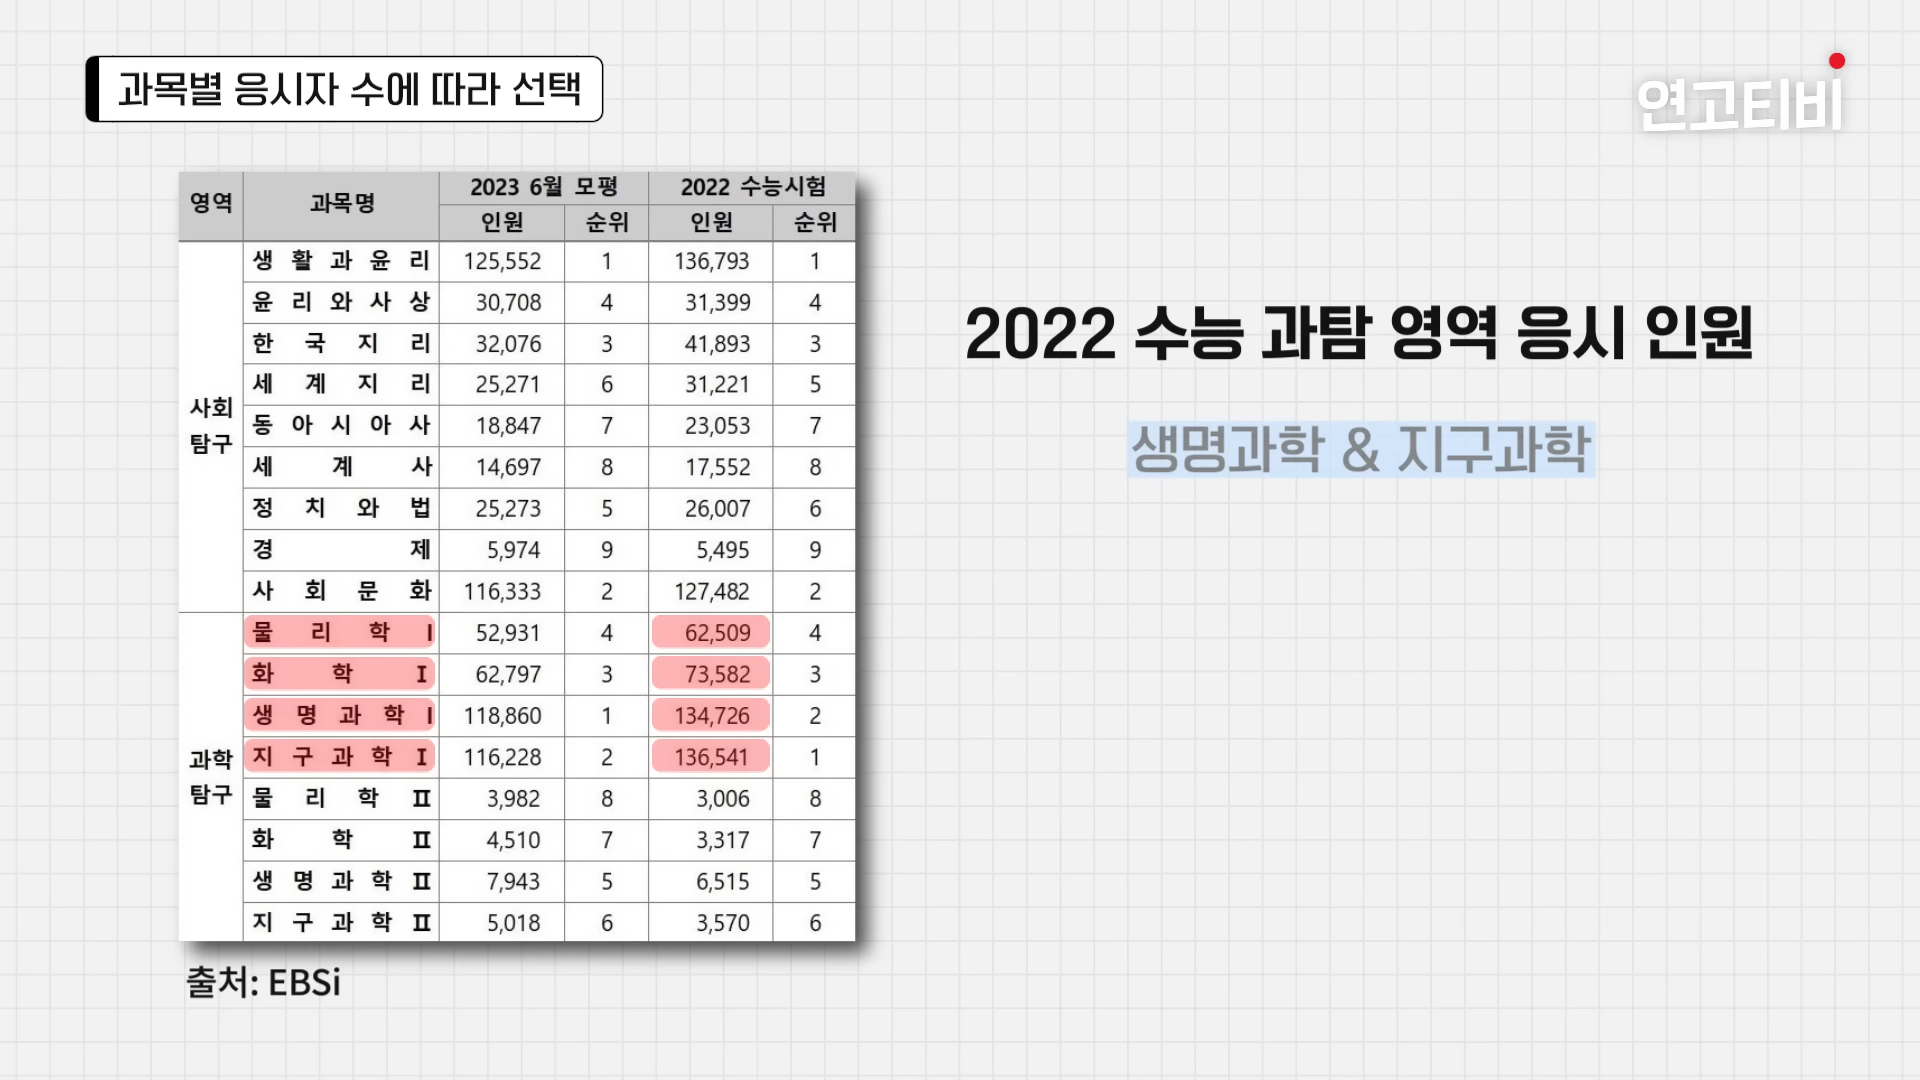 과목별 응시자 수에 따라 선택
연고티비
영역 과목명 2023 6월 모평 2022 수능시험
인원 순위 인원 순위
사회
탐구
생활과윤리 125,552 1 136,793 1
윤리와사상 30,708 4 31,399 4
한국지리 32,076 3 41,893 3
세계지리 25,271 6 31,221 5
동아시아사 18,847 7 23,053 7
세계사 14,697 8 17,552 8
정치와법 25,273 5 26,007 6
경제 5,974 9 5,495 9
사회문화 116,333 2 127,482 2
과학
탐구
물리학Ⅰ 52,931 4 62,509 4
화학Ⅰ 62,797 3 73,582 3
생명과학Ⅰ 118,860 1 134,726 2
지구과학Ⅰ 116,228 2 136,541 1
물리학Ⅱ 3,982 8 3,006 8
화학Ⅱ 4,510 7 3,317 7
생명과학Ⅱ 7,943 5 6,515 5
지구과학Ⅱ 5,018 6 3,570 6
출처: EBSi
2022 수능 과탐 영역 응시 인원
생명과학 & 지구과학